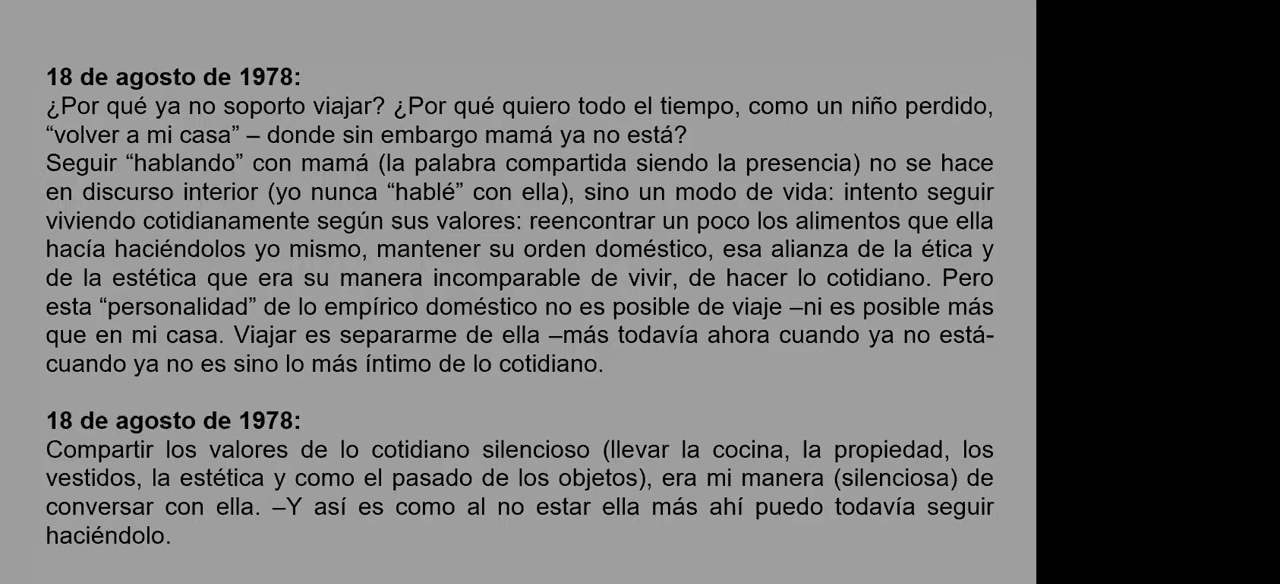 18 de agosto de 1978:
¿Por qué ya no soporto viajar? ¿Por qué quiero todo el tiempo, como un niño perdido,
“volver a mi casa” – donde sin embargo mamá ya no está?
Seguir “hablando” con mamá (la palabra compartida siendo la presencia) no se hace
en discurso interior (yo nunca “hablé” con ella), sino un modo de vida: intento seguir
viviendo cotidianamente según sus valores: reencontrar un poco los alimentos que ella
hacía haciéndolos yo mismo, mantener su orden doméstico, esa alianza de la ética y
de la estética que era su manera incomparable de vivir, de hacer lo cotidiano. Pero
esta “personalidad” de lo empírico doméstico no es posible de viaje –ni es posible más
que en mi casa. Viajar es separarme de ella –más todavía ahora cuando ya no está-
cuando ya no es sino lo más íntimo de lo cotidiano.
18 de agosto de 1978:
Compartir los valores de lo cotidiano silencioso (llevar la cocina, la propiedad, los
vestidos, la estética y como el pasado de los objetos), era mi manera (silenciosa) de
conversar con ella. –Y así es como al no estar ella más ahí puedo todavía seguir
haciéndolo.